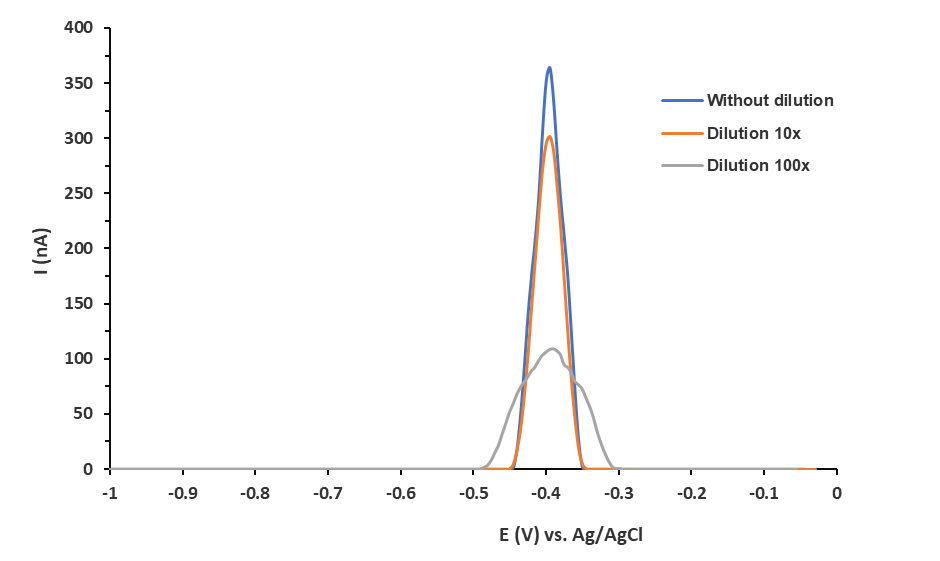 400
350
300
250
200
150
100
50
0
I (nA)
Without dilution
Dilution 10x
Dilution 100x
-1 -0.9 -0.8 -0.7 -0.6 -0.5 -0.4 -0.3 -0.2 -0.1 0
E (V) vs. Ag/AgCl